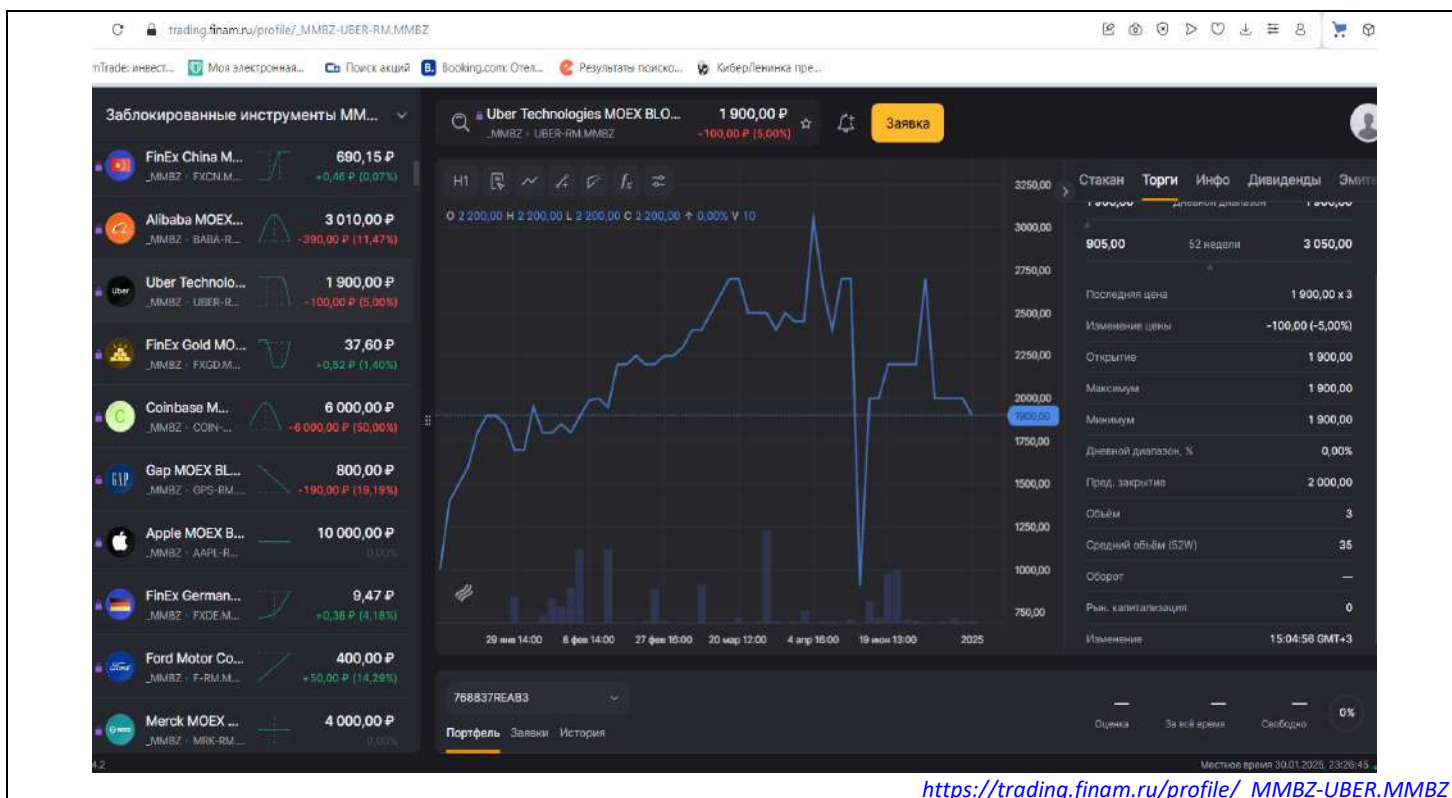 trading.finam.ru/profile/_MMBZ-UBER-RM.MMBZ
mTrade: инвест... Моя электронная... Поиск акций Booking.com: Отел... Результаты поиско... КиберЛенинка пре...
Заблокированные инструменты ММ...
FinEx China M... 690,15 ₽
_MMBZ · FXCN.M... +0,46 ₽ (0,07%)
Alibaba MOEX... 3 010,00 ₽
_MMBZ · BABA-R... -390,00 ₽ (11,47%)
Uber Technolo... 1 900,00 ₽
_MMBZ · UBER-R... -100,00 ₽ (5,00%)
FinEx Gold MO... 37,60 ₽
_MMBZ · FXGD.M... +0,52 ₽ (1,40%)
Coinbase M... 6 000,00 ₽
_MMBZ · COIN-... -6 000,00 ₽ (50,00%)
Gap MOEX BL... 800,00 ₽
_MMBZ · GPS-RM.... -190,00 ₽ (19,19%)
Apple MOEX B... 10 000,00 ₽
_MMBZ · AAPL-R... 0,00%
FinEx German... 9,47 ₽
_MMBZ · FXDE.M... +0,38 ₽ (4,18%)
Ford Motor Co... 400,00 ₽
_MMBZ · F-RM.M... +50,00 ₽ (14,29%)
Merck MOEX ... 4 000,00 ₽
_MMBZ · MRK-RM.... 0,00%
4.2
Uber Technologies MOEX BLO... 1 900,00 ₽
_MMBZ · UBER-RM.MMBZ -100,00 ₽ (5,00%)
Заявка
H1
O 2 200,00 H 2 200,00 L 2 200,00 C 2 200,00 0,00% V 10
3250,00
3000,00
2750,00
2500,00
2250,00
2000,00
1900,00
1750,00
1500,00
1250,00
1000,00
750,00
29 янв 14:00 8 фев 14:00 27 фев 16:00 20 мар 12:00 4 апр 16:00 19 июн 13:00 2025
Стакан Торги Инфо Дивиденды Эмите
1 900,00 Дневной диапазон 1 900,00
905,00 52 недели 3 050,00
Последняя цена 1 900,00 x 3
Изменение цены -100,00 (-5,00%)
Открытие 1 900,00
Максимум 1 900,00
Минимум 1 900,00
Дневной диапазон, % 0,00%
Пред. закрытие 2 000,00
Объём 3
Средний объём (52W) 35
Оборот —
Рын. капитализация 0
Изменение 15:04:56 GMT+3
768837REAB3
Портфель Заявки История
— — —
Оценка За всё время Свободно 0%
Местное время 30.01.2025, 23:26:45
https://trading.finam.ru/profile/_MMBZ-UBER.MMBZ